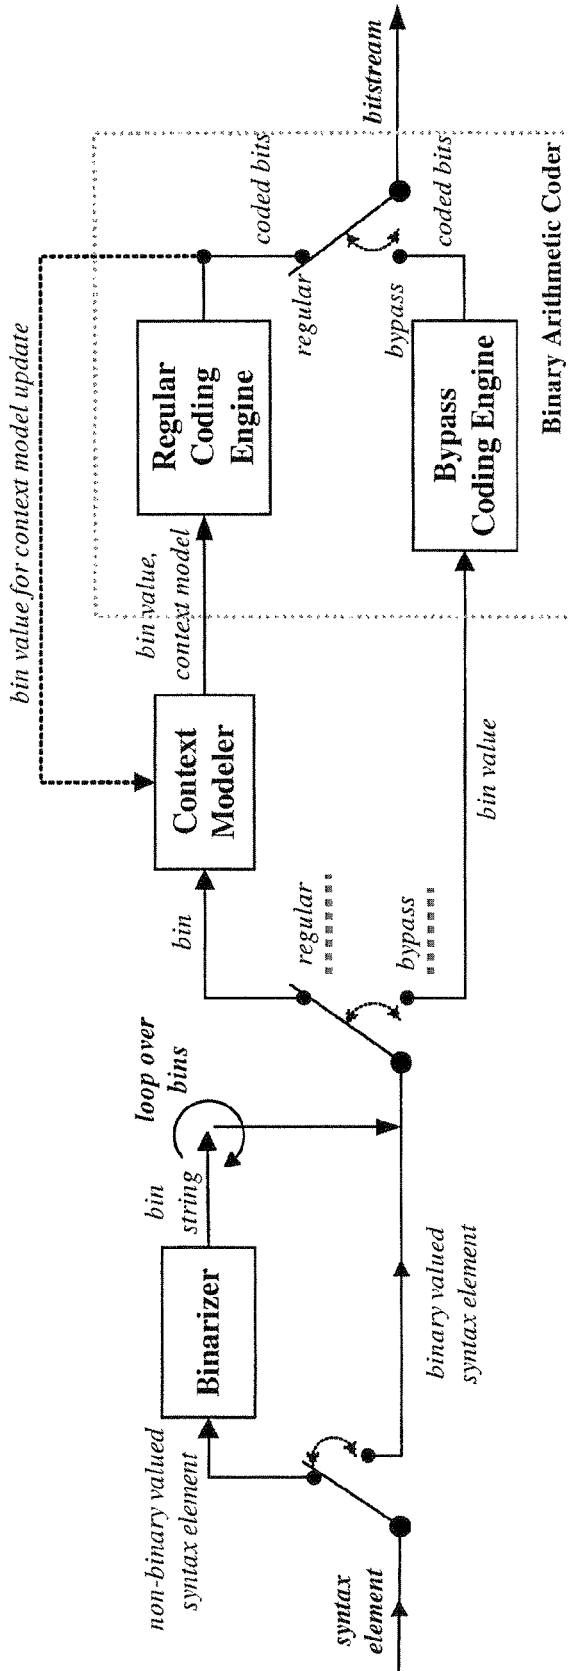 syntax
element
non-binary valued
syntax element
Binarizer
bin
string
loop over
bins
binary valued
syntax element
bin
regular
bypass
Context
Modeler
bin value for context model update
bin value,
context model
bin value
Regular
Coding
Engine
Bypass
Coding Engine
coded bits
regular
bypass
coded bits
Binary Arithmetic Coder
bitstream